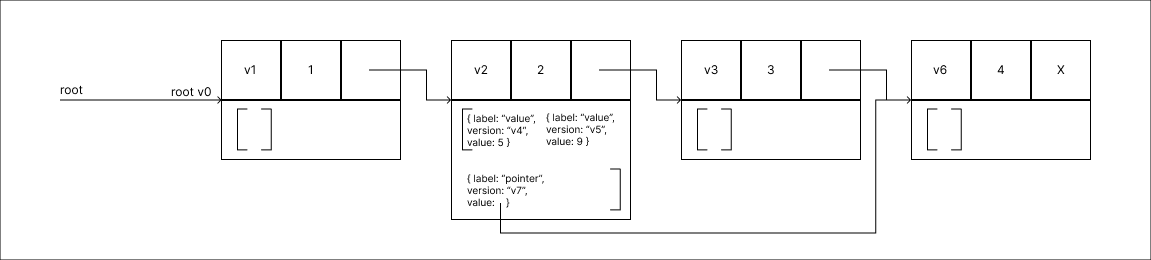 root
root v0
v1
1
v2
2
v3
3
v6
4
X
{ label: “value”,
version: “v4”,
value: 5 }
{ label: “value”,
version: “v5”,
value: 9 }
{ label: “pointer”,
version: “v7”,
value: }